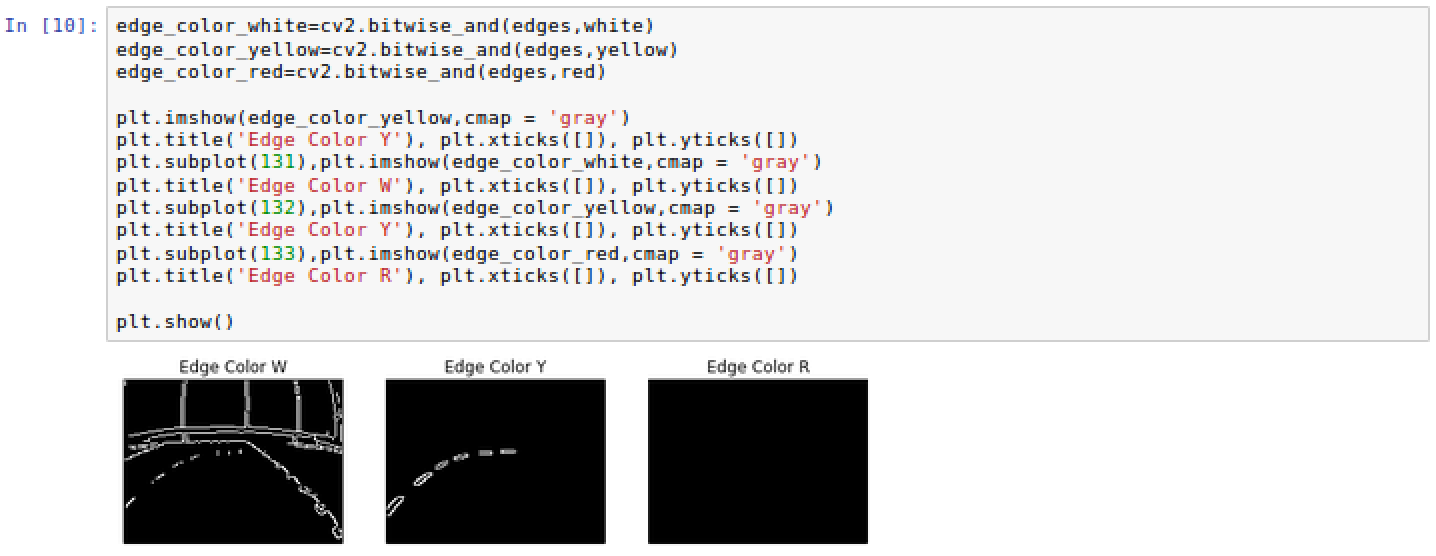 In [10]:
edge_color_white=cv2.bitwise_and(edges,white)
edge_color_yellow=cv2.bitwise_and(edges,yellow)
edge_color_red=cv2.bitwise_and(edges,red)
plt.imshow(edge_color_yellow,cmap = 'gray')
plt.title('Edge Color Y'), plt.xticks([]), plt.yticks([])
plt.subplot(131),plt.imshow(edge_color_white,cmap = 'gray')
plt.title('Edge Color W'), plt.xticks([]), plt.yticks([])
plt.subplot(132),plt.imshow(edge_color_yellow,cmap = 'gray')
plt.title('Edge Color Y'), plt.xticks([]), plt.yticks([])
plt.subplot(133),plt.imshow(edge_color_red,cmap = 'gray')
plt.title('Edge Color R'), plt.xticks([]), plt.yticks([])
plt.show()
Edge Color W
Edge Color Y
Edge Color R